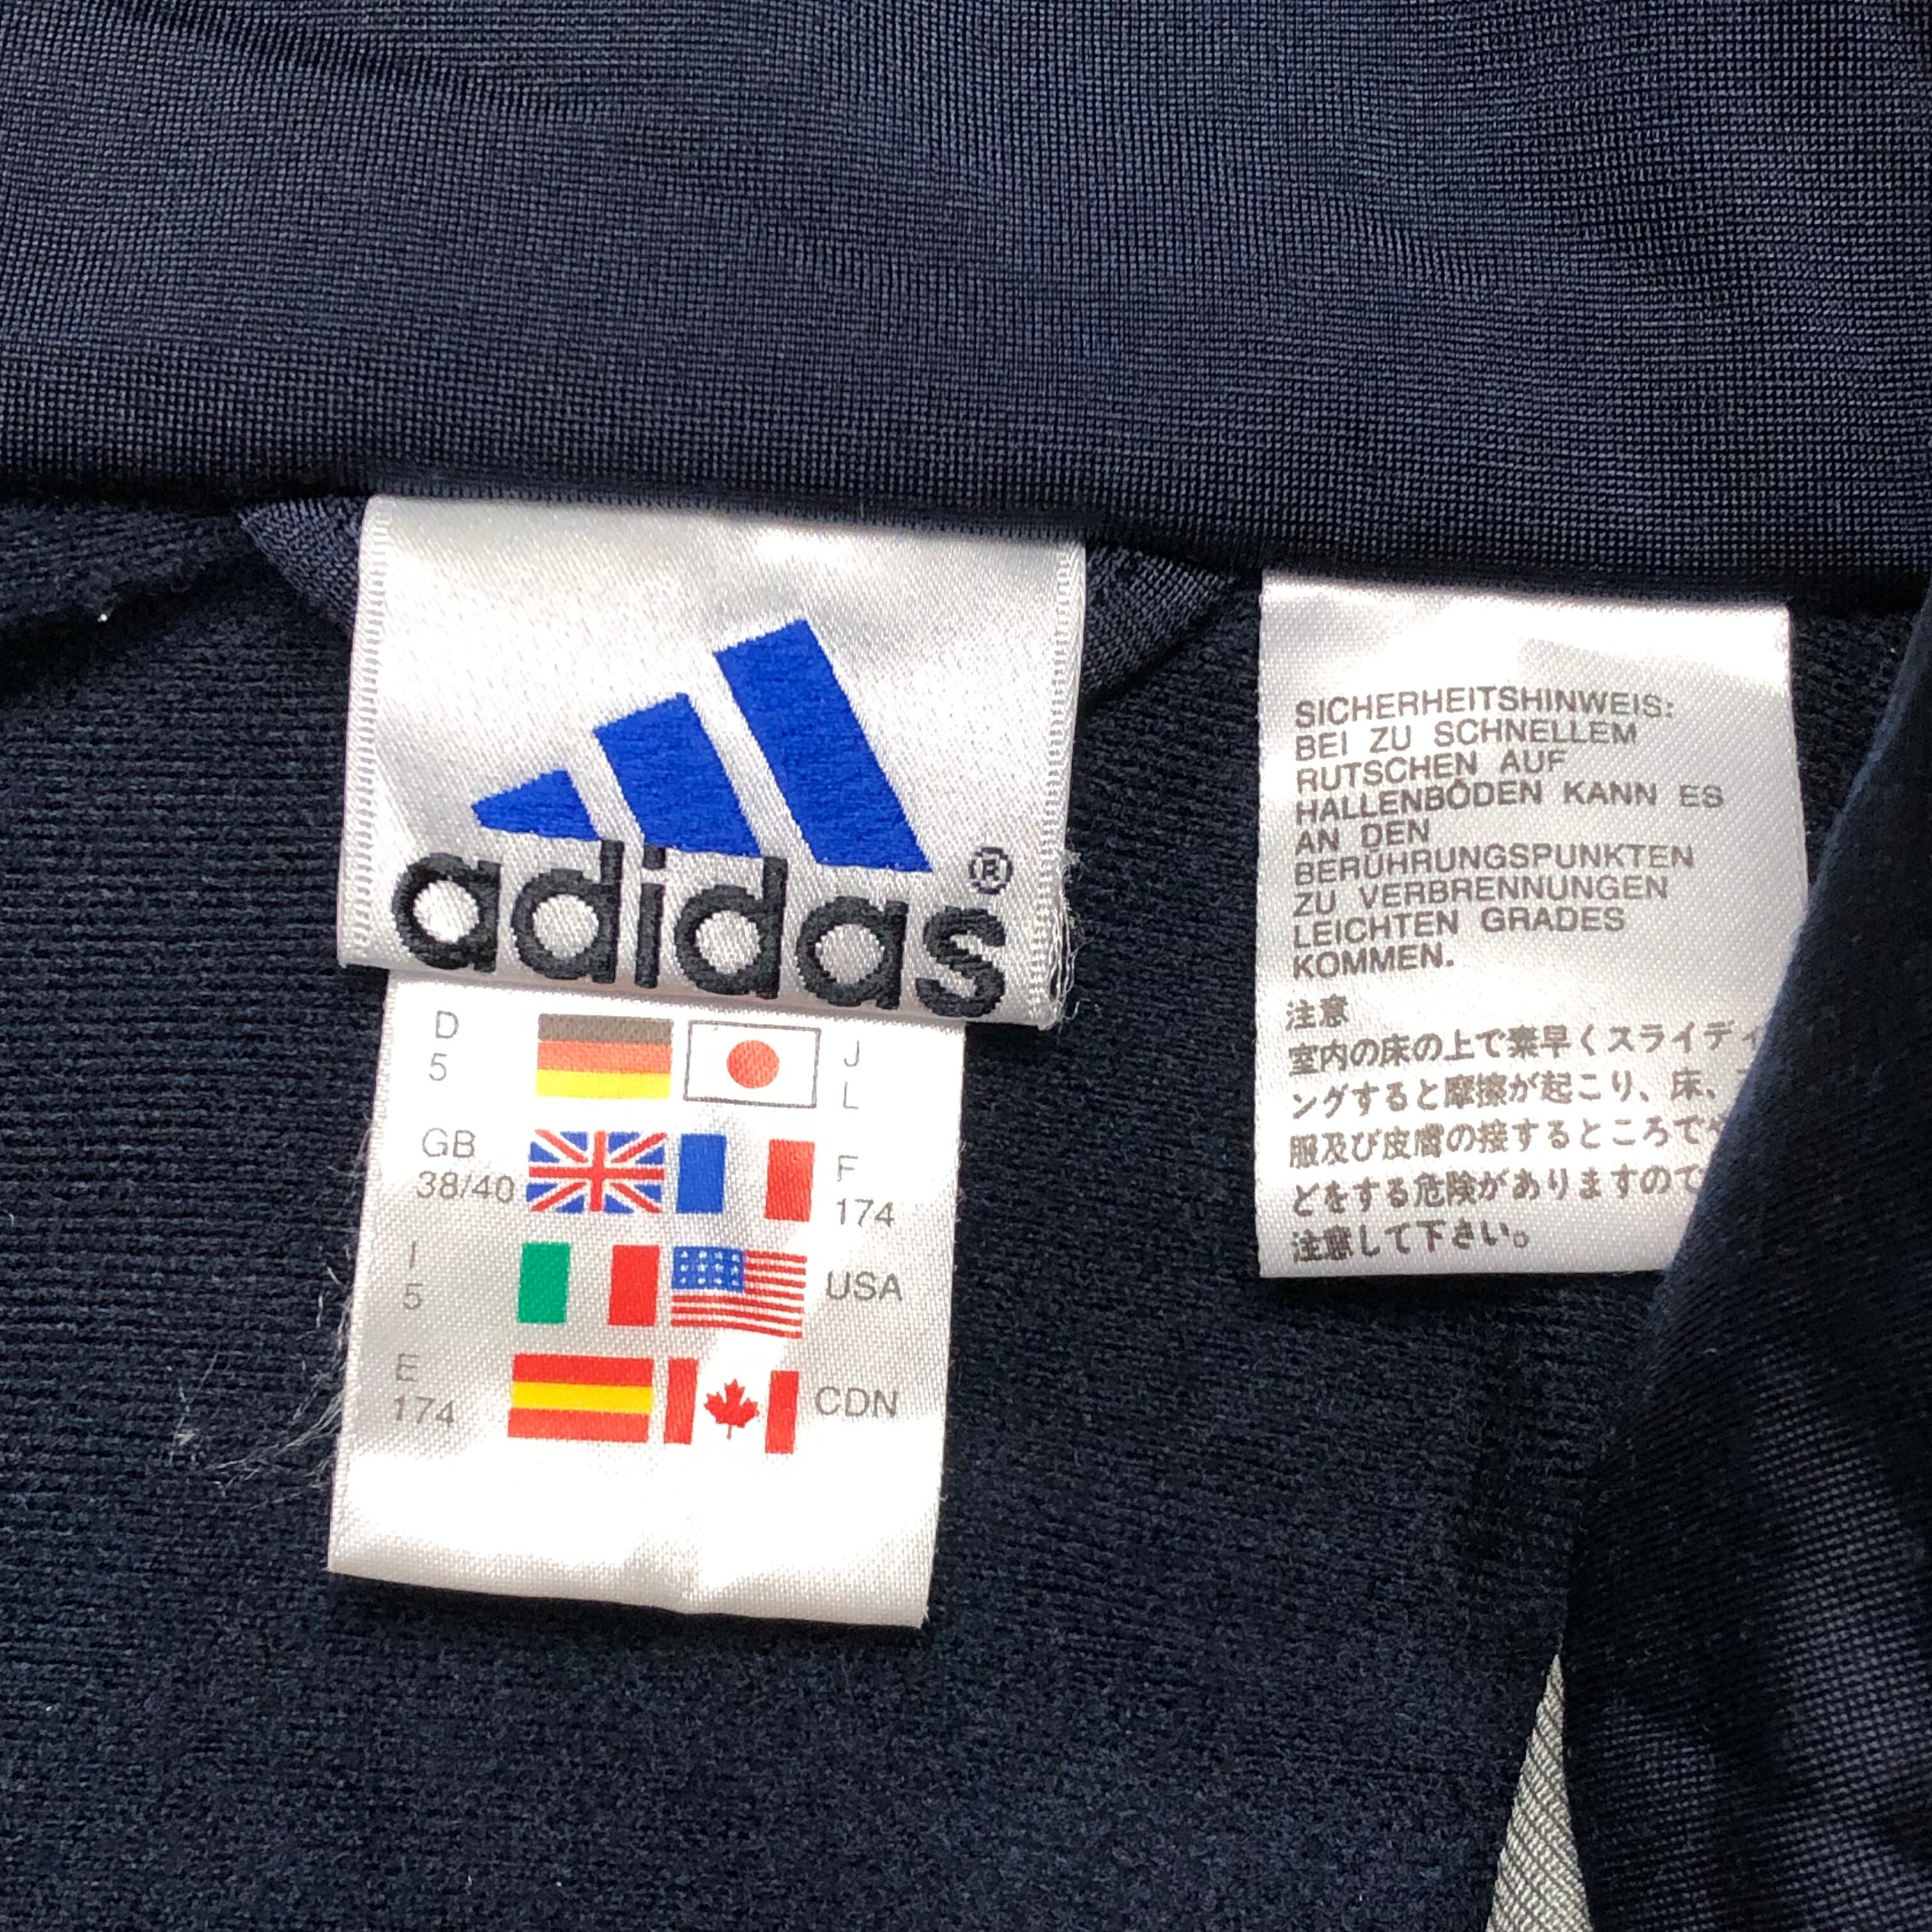 adidas®
D
5
J
L
GB
38/40
F
174
I
5
USA
E
174
CDN
SICHERHEITSHINWEIS:
BEI ZU SCHNELLEM
RUTSCHEN AUF
HALLENBÖDEN KANN ES
AN DEN
BERÜHRUNGSPUNKTEN
ZU VERBRENNUNGEN
LEICHTEN GRADES
KOMMEN.
注意
室内の床の上で素早くスライディ
ングすると摩擦が起こり、床、
服及び皮膚の接するところでや
どをする危険がありますので
注意して下さい。